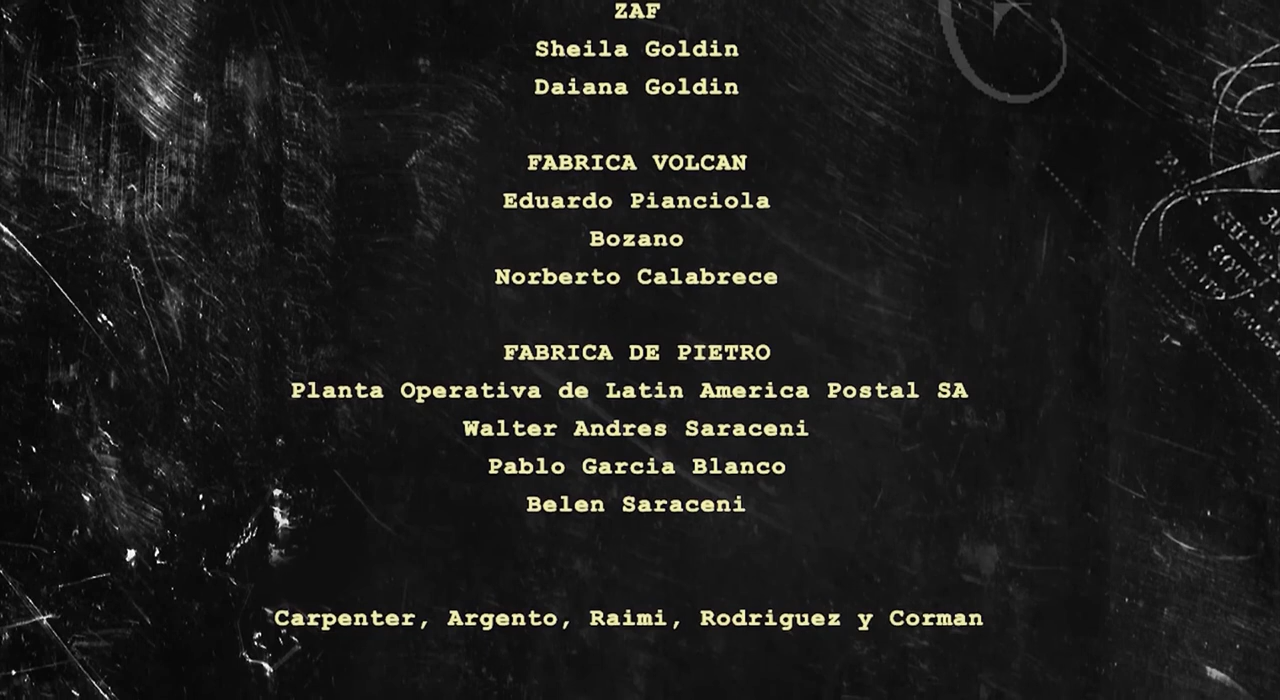 ZAF
Sheila Goldin
Daiana Goldin
FABRICA VOLCAN
Eduardo Pianciola
Bozano
Norberto Calabrece
FABRICA DE PIETRO
Planta Operativa de Latin America Postal SA
Walter Andres Saraceni
Pablo Garcia Blanco
Belen Saraceni
Carpenter, Argento, Raimi, Rodriguez y Corman